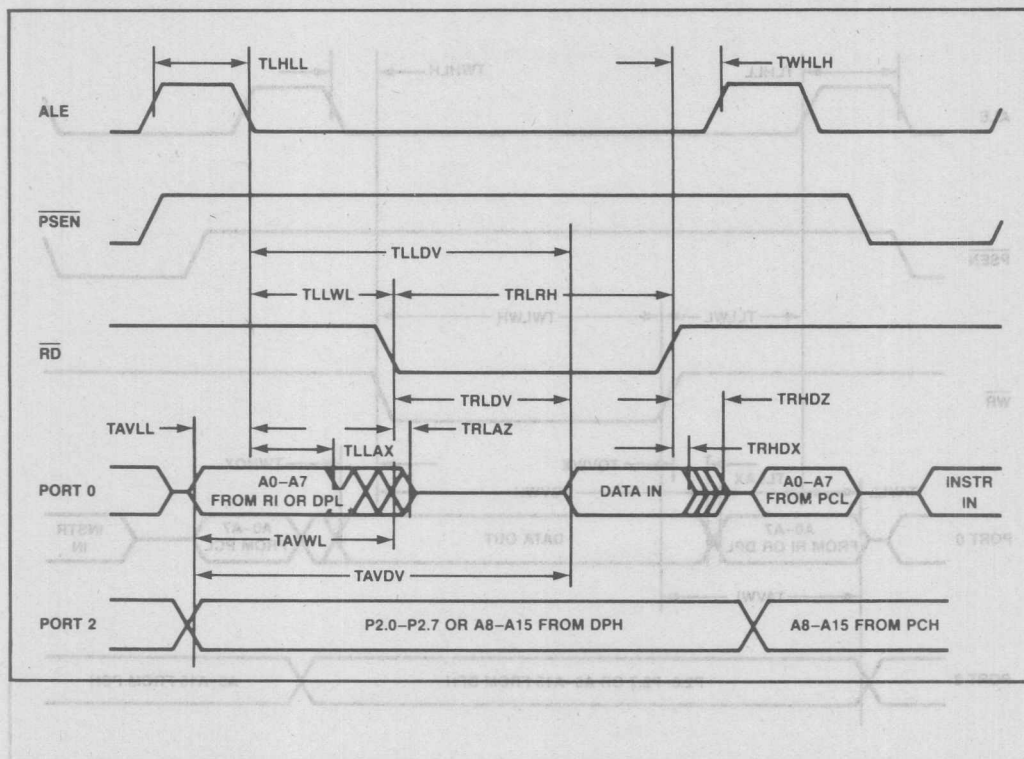 TLHLL
TWHLH
ALE
PSEN
TLLDV
TLLWL
TRLRH
RD
TRLDV
TRHDZ
TAVLL
TRLAZ
TLLAX
TRHDX
PORT 0
A0–A7
FROM RI OR DPL
DATA IN
A0–A7
FROM PCL
INSTR
IN
TAVWL
TAVDV
PORT 2
P2.0–P2.7 OR A8–A15 FROM DPH
A8–A15 FROM PCH